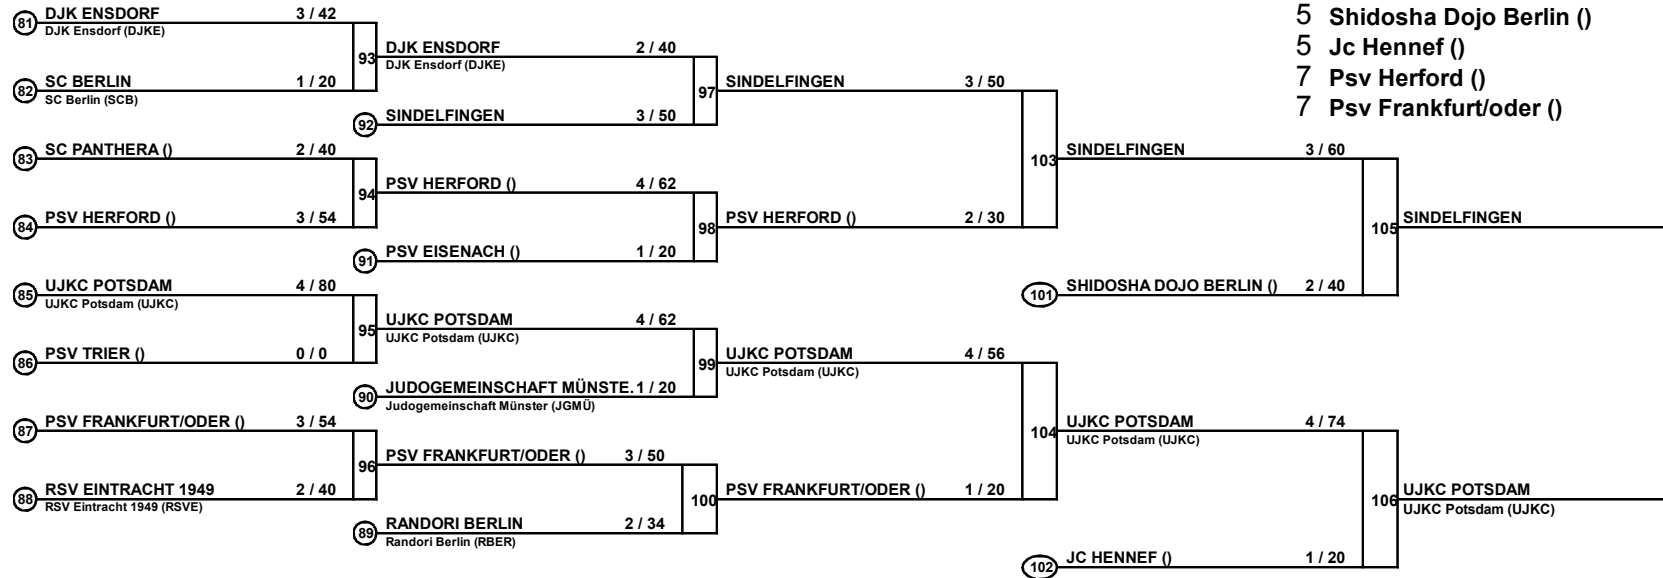 81 DJK ENSDORF 3 / 42
DJK Ensdorf (DJKE)
82 SC BERLIN 1 / 20
SC Berlin (SCB)
83 SC PANTHERA () 2 / 40
84 PSV HERFORD () 3 / 54
85 UJKC POTSDAM 4 / 80
UJKC Potsdam (UJKC)
86 PSV TRIER () 0 / 0
87 PSV FRANKFURT/ODER () 3 / 54
88 RSV EINTRACHT 1949 2 / 40
RSV Eintracht 1949 (RSVE)
93 DJK ENSDORF 2 / 40
DJK Ensdorf (DJKE)
92 SINDELFINGEN 3 / 50
94 PSV HERFORD () 4 / 62
91 PSV EISENACH () 1 / 20
95 UJKC POTSDAM 4 / 62
UJKC Potsdam (UJKC)
90 JUDOGEMEINSCHAFT MÜNSTE. 1 / 20
Judogemeinschaft Münster (JGMÜ)
96 PSV FRANKFURT/ODER () 3 / 50
89 RANDORI BERLIN 2 / 34
Randori Berlin (RBER)
97 SINDELFINGEN 3 / 50
98 PSV HERFORD () 2 / 30
99 UJKC POTSDAM 4 / 56
UJKC Potsdam (UJKC)
100 PSV FRANKFURT/ODER () 1 / 20
103 SINDELFINGEN 3 / 60
101 SHIDOSHA DOJO BERLIN () 2 / 40
104 UJKC POTSDAM 4 / 74
UJKC Potsdam (UJKC)
102 JC HENNEF () 1 / 20
105 SINDELFINGEN
106 UJKC POTSDAM
UJKC Potsdam (UJKC)
5 Shidosha Dojo Berlin ()
5 Jc Hennef ()
7 Psv Herford ()
7 Psv Frankfurt/oder ()